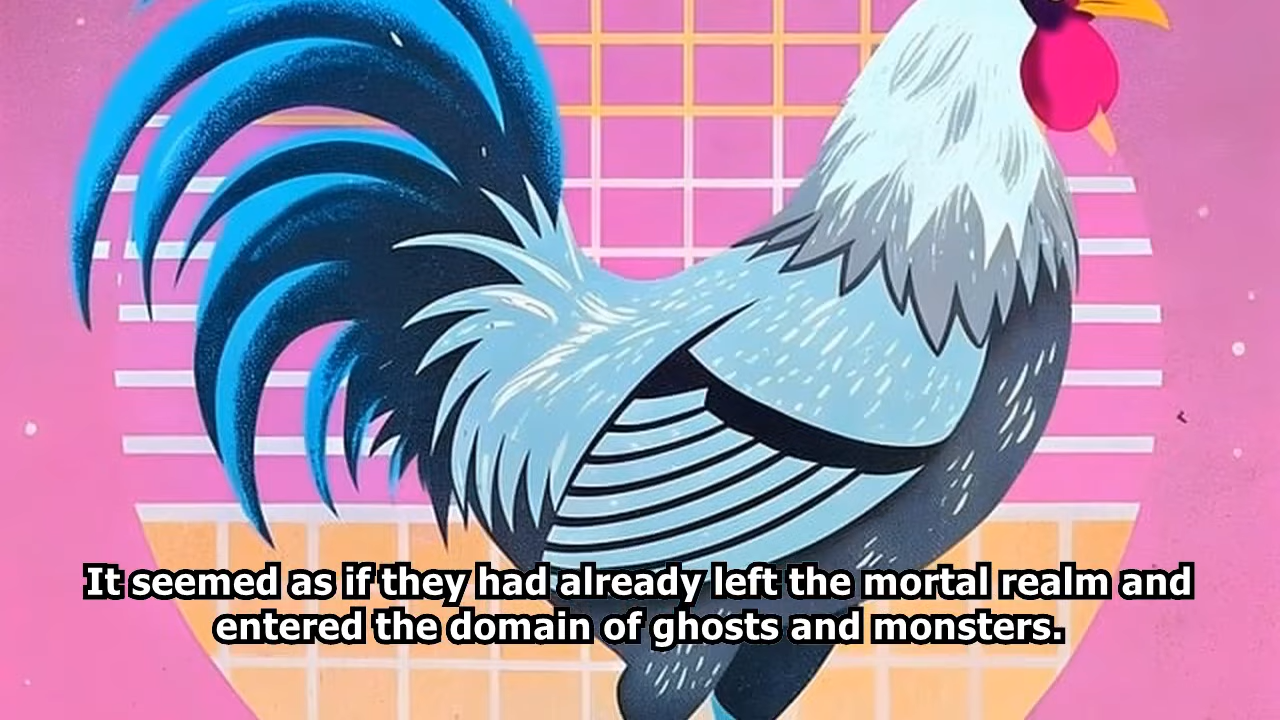 It seemed as if they had already left the mortal realm and
entered the domain of ghosts and monsters.